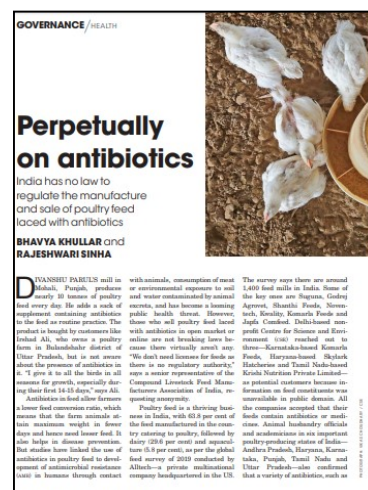 GOVERNANCE/HEALTH
Perpetually
on antibiotics
India has no law to
regulate the manufacture
and sale of poultry feed
laced with antibiotics
BHAVYA KHULLAR and
RAJESHWARI SINHA
DIVANSHU PARUL'S mill in
Mohali, Punjab, produces
nearly 10 tonnes of poultry
feed every day. He adds a sack of
supplement containing antibiotics
to the feed as routine practice. The
product is bought by customers like
Irshad Ali, who owns a poultry
farm in Bulandshahr district of
Uttar Pradesh, but is not aware
about the presence of antibiotics in
it. "I give it to all the birds in all
seasons for growth, especially dur-
ing their first 14-15 days," says Ali.
Antibiotics in feed allow farmers
a lower feed conversion ratio, which
means that the farm animals at-
tain maximum weight in fewer
days and hence need lesser feed. It
also helps in disease prevention.
But studies have linked the use of
antibiotics in poultry feed to devel-
opment of antimicrobial resistance
(AMR) in humans through contact
with animals, consumption of meat
or environmental exposure to soil
and water contaminated by animal
excreta, and has become a looming
public health threat. However,
those who sell poultry feed laced
with antibiotics in open market or
online are not breaking laws be-
cause there virtually aren't any.
"We don't need licenses for feeds as
there is no regulatory authority,"
says a senior representative of the
Compound Livestock Feed Manu-
facturers Association of India, re-
questing anonymity.
Poultry feed is a thriving busi-
ness in India, with 63.8 per cent of
the feed manufactured in the coun-
try catering to poultry, followed by
dairy (29.6 per cent) and aquacul-
ture (5.8 per cent), as per the global
feed survey of 2019 conducted by
Alltech—a private multinational
company headquartered in the US.
The survey says there are around
1,400 feed mills in India. Some of
the key ones are Suguna, Godrej
Agrovet, Shanthi Feeds, Noven-
tech, Kwality, Komarla Feeds and
Japfa Comfeed. Delhi-based non-
profit Centre for Science and Envi-
ronment (CSE) reached out to
three—Karnataka-based Komarla
Feeds, Haryana-based Skylark
Hatcheries and Tamil Nadu-based
Krishi Nutrition Private Limited—
as potential customers because in-
formation on feed constituents was
unavailable in public domain. All
the companies accepted that their
feeds contain antibiotics or medi-
cines. Animal husbandry officials
and academicians in six important
poultry-producing states of India—
Andhra Pradesh, Haryana, Karna-
taka, Punjab, Tamil Nadu and
Uttar Pradesh—also confirmed
that a variety of antibiotics, such as